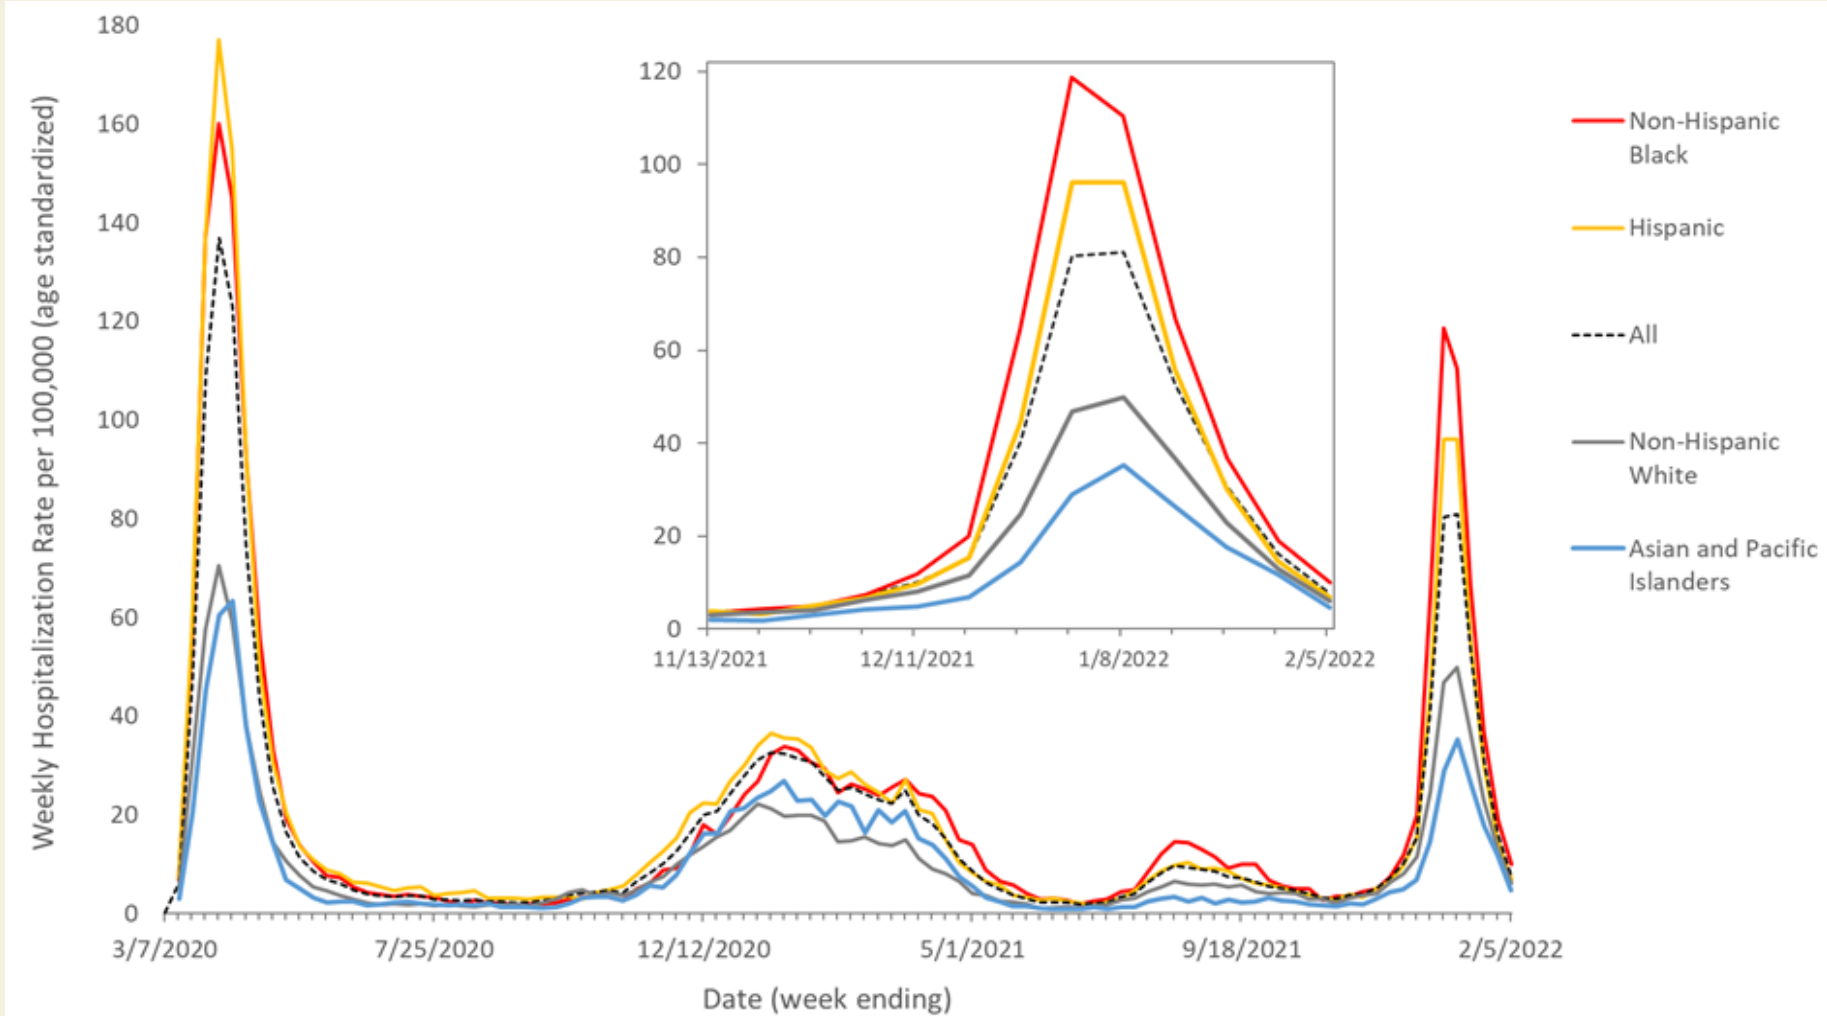 Weekly Hospitalization Rate per 100,000 (age standardized)
180
160
140
120
100
80
60
40
20
0
3/7/2020
7/25/2020
12/12/2020
5/1/2021
9/18/2021
2/5/2022
Date (week ending)
120
100
80
60
40
20
0
11/13/2021
12/11/2021
1/8/2022
2/5/2022
Non-Hispanic
Black
Hispanic
All
Non-Hispanic
White
Asian and Pacific
Islanders